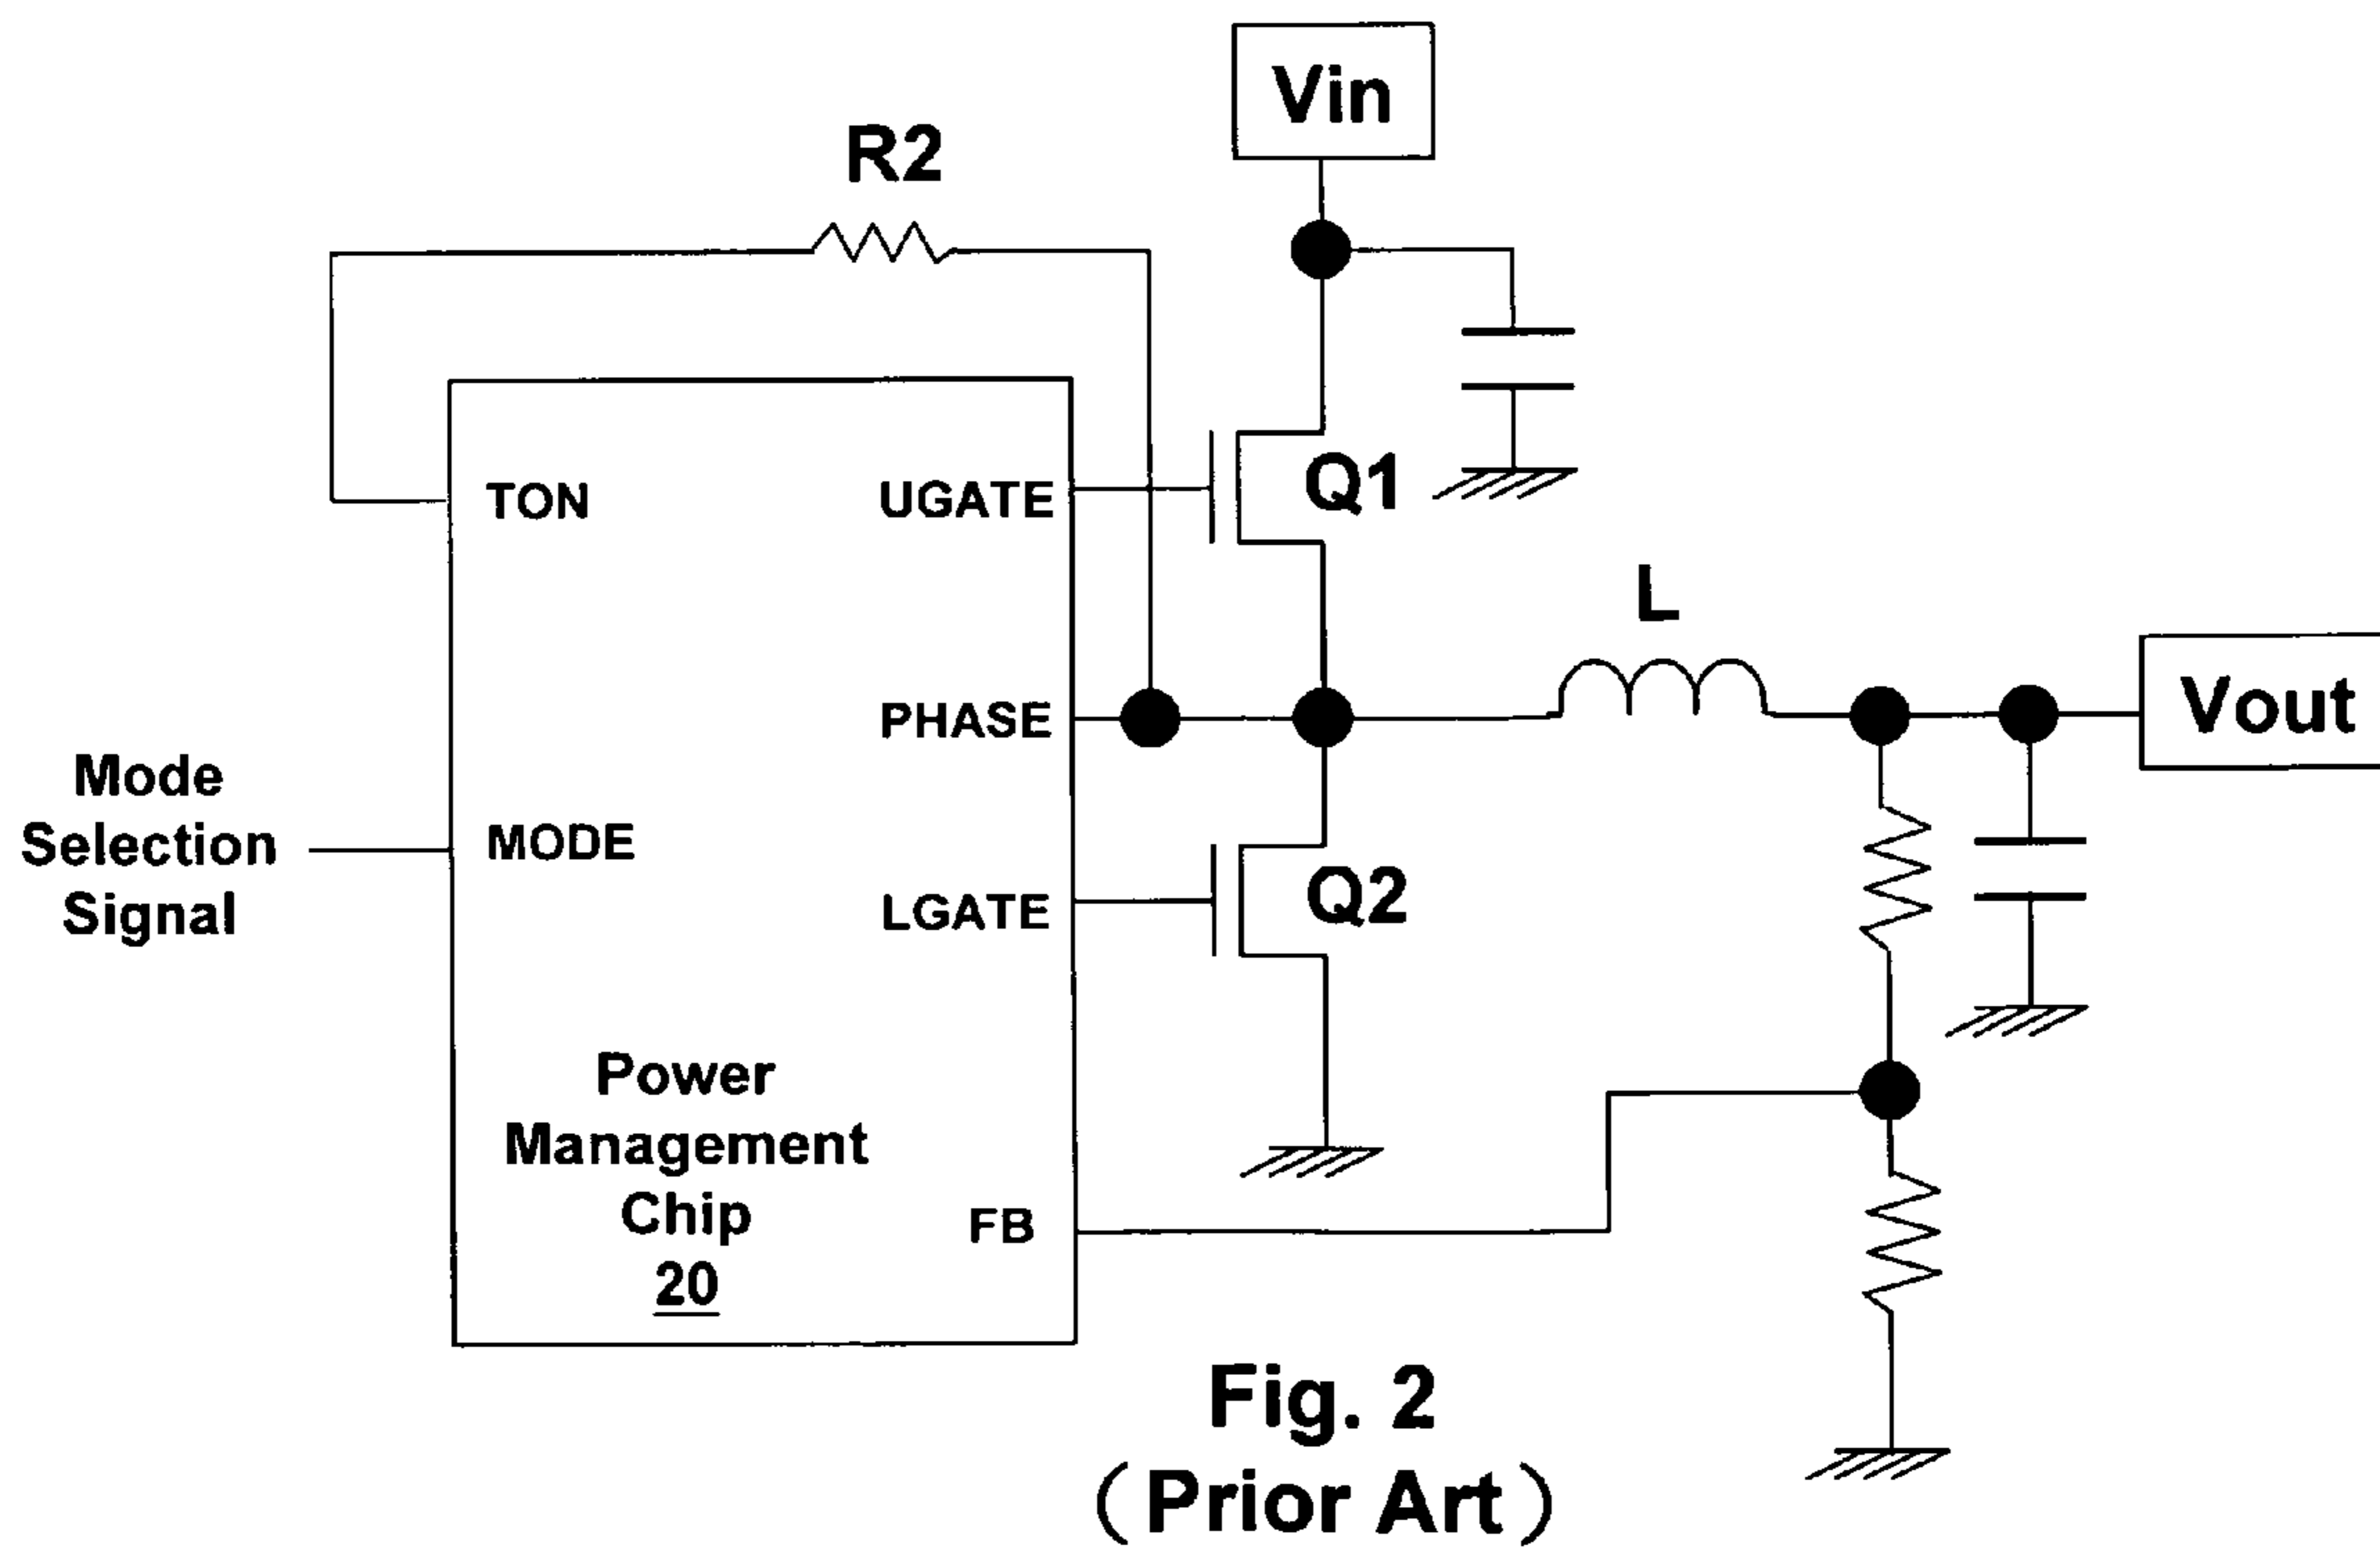 Vin
R2
TON
UGATE
Q1
L
PHASE
Vout
Mode
Selection
Signal
MODE
LGATE
Q2
Power
Management
Chip
20
FB
Fig. 2
(Prior Art)